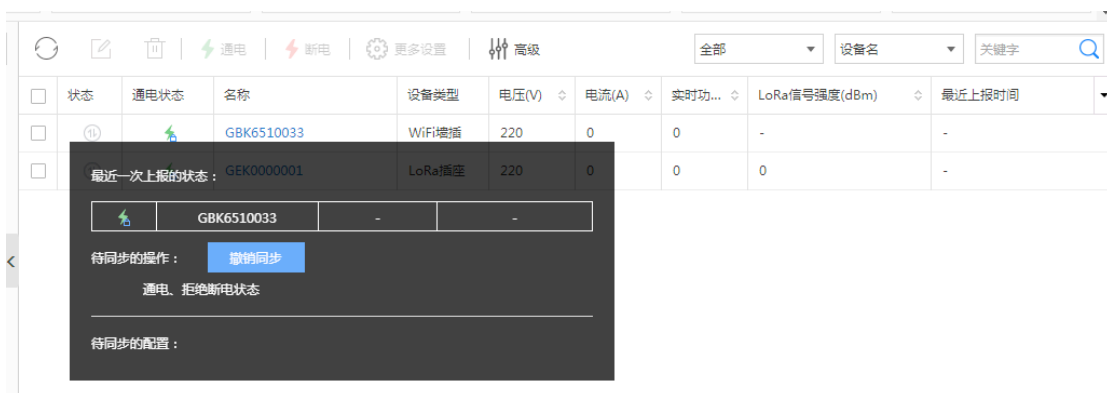 通电 断电 更多设置 高级 全部 设备名 关键字
状态 通电状态 名称 设备类型 电压(V) 电流(A) 实时功... LoRa信号强度(dBm) 最近上报时间
GBK6510033 WiFi墙插 220 0 0 - -
GEK0000001 LoRa插座 220 0 0 0 -
最近一次上报的状态：
GBK6510033 - -
待同步的操作： 撤销同步
通电、拒绝断电状态
待同步的配置：